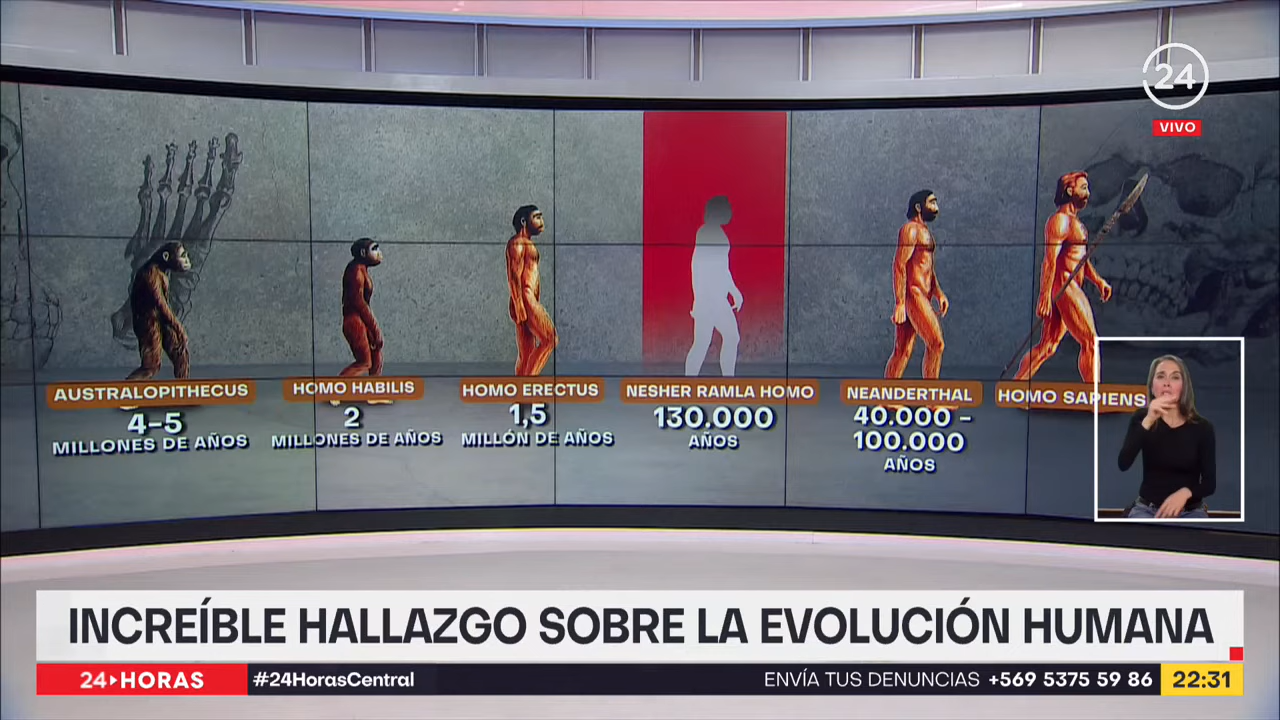 24
VIVO
AUSTRALOPITHECUS
4-5
MILLONES DE AÑOS
HOMO HABILIS
2
MILLONES DE AÑOS
HOMO ERECTUS
1,5
MILLÓN DE AÑOS
NESHER RAMLA HOMO
130.000
AÑOS
NEANDERTHAL
40.000 –
100.000
AÑOS
HOMO SAPIENS
INCREÍBLE HALLAZGO SOBRE LA EVOLUCIÓN HUMANA
24 HORAS
#24HorasCentral
ENVÍA TUS DENUNCIAS +569 5375 59 86
22:31